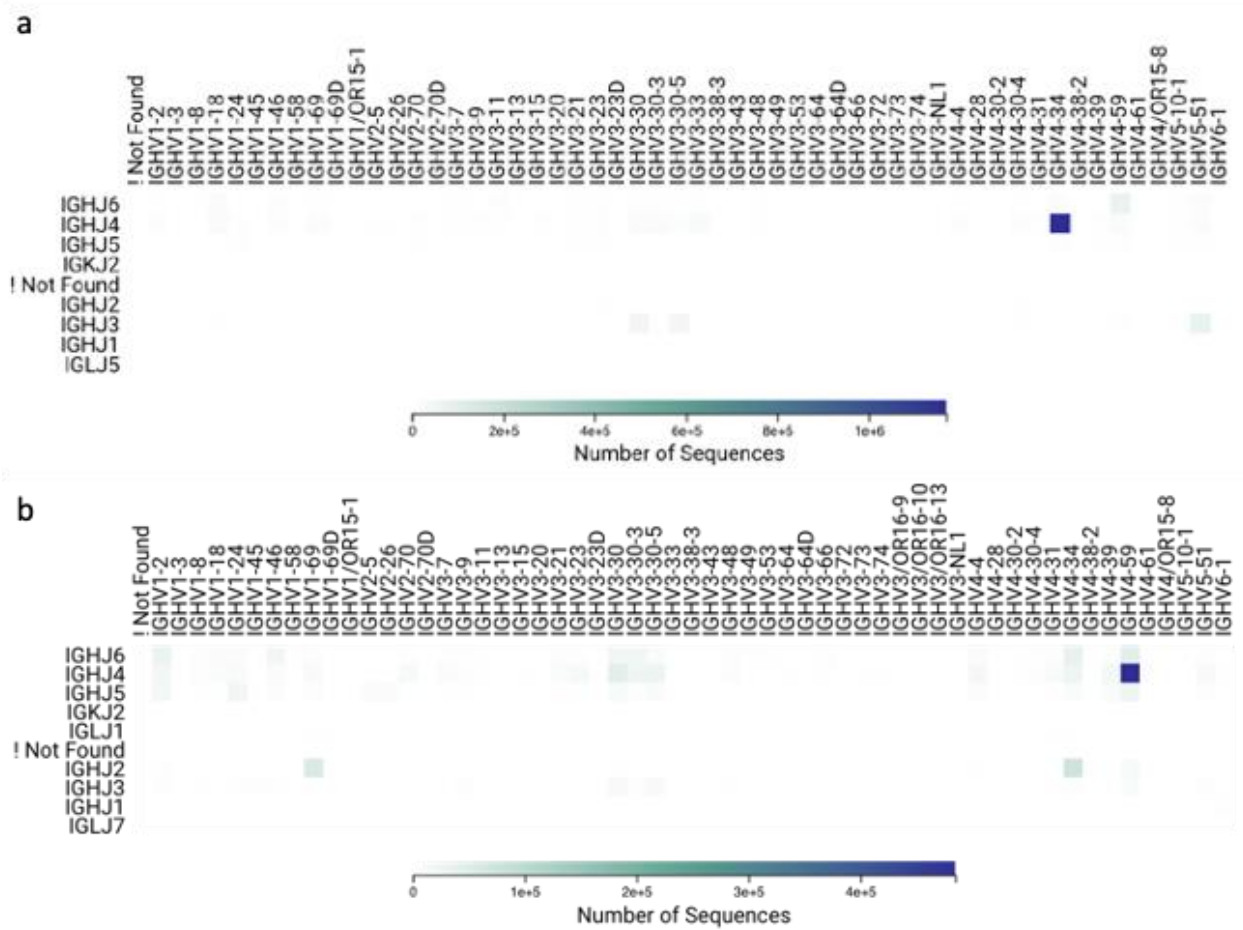 a
! Not Found
IGHV1-2
IGHV1-3
IGHV1-8
IGHV1-18
IGHV1-24
IGHV1-45
IGHV1-46
IGHV1-58
IGHV1-69
IGHV1-69D
IGHV1/OR15-1
IGHV2-5
IGHV2-26
IGHV2-70
IGHV2-70D
IGHV3-7
IGHV3-9
IGHV3-11
IGHV3-13
IGHV3-15
IGHV3-20
IGHV3-21
IGHV3-23
IGHV3-23D
IGHV3-30
IGHV3-30-3
IGHV3-30-5
IGHV3-33
IGHV3-38-3
IGHV3-43
IGHV3-48
IGHV3-49
IGHV3-53
IGHV3-64
IGHV3-64D
IGHV3-66
IGHV3-72
IGHV3-73
IGHV3-74
IGHV3-NL1
IGHV4-4
IGHV4-28
IGHV4-30-2
IGHV4-30-4
IGHV4-31
IGHV4-34
IGHV4-38-2
IGHV4-39
IGHV4-59
IGHV4-61
IGHV4/OR15-8
IGHV5-10-1
IGHV5-51
IGHV6-1
IGHJ6
IGHJ4
IGHJ5
IGKJ2
! Not Found
IGHJ2
IGHJ3
IGHJ1
IGLJ5
0 2e+5 4e+5 6e+5 8e+5 1e+6
Number of Sequences
b
! Not Found
IGHV1-2
IGHV1-3
IGHV1-8
IGHV1-18
IGHV1-24
IGHV1-45
IGHV1-46
IGHV1-58
IGHV1-69
IGHV1-69D
IGHV1/OR15-1
IGHV2-5
IGHV2-26
IGHV2-70
IGHV2-70D
IGHV3-7
IGHV3-9
IGHV3-11
IGHV3-13
IGHV3-15
IGHV3-20
IGHV3-21
IGHV3-23
IGHV3-23D
IGHV3-30
IGHV3-30-3
IGHV3-30-5
IGHV3-33
IGHV3-38-3
IGHV3-43
IGHV3-48
IGHV3-49
IGHV3-53
IGHV3-64
IGHV3-64D
IGHV3-66
IGHV3-72
IGHV3-73
IGHV3-74
IGHV3/OR16-9
IGHV3/OR16-10
IGHV3/OR16-13
IGHV3-NL1
IGHV4-4
IGHV4-28
IGHV4-30-2
IGHV4-30-4
IGHV4-31
IGHV4-34
IGHV4-38-2
IGHV4-39
IGHV4-59
IGHV4-61
IGHV4/OR15-8
IGHV5-10-1
IGHV5-51
IGHV6-1
IGHJ6
IGHJ4
IGHJ5
IGKJ2
IGLJ1
! Not Found
IGHJ2
IGHJ3
IGHJ1
IGLJ7
0 1e+5 2e+5 3e+5 4e+5
Number of Sequences